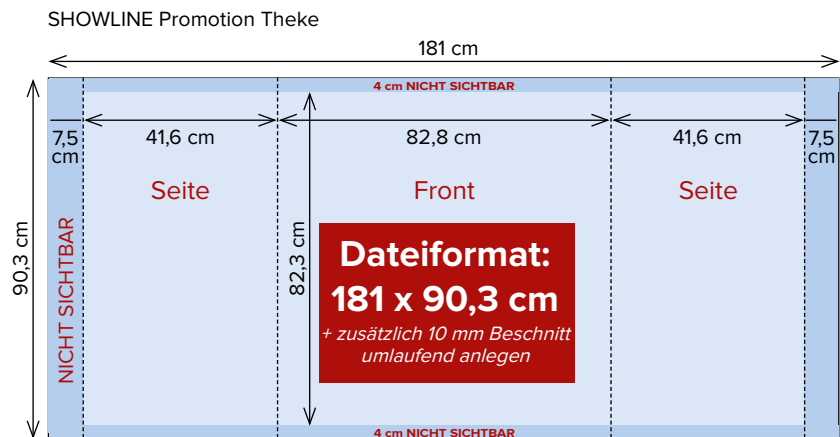 SHOWLINE Promotion Theke
181 cm
4 cm NICHT SICHTBAR
7,5
cm
41,6 cm
82,8 cm
41,6 cm
7,5
cm
Seite
Front
Seite
90,3 cm
NICHT SICHTBAR
82,3 cm
Dateiformat:
181 x 90,3 cm
+ zusätzlich 10 mm Beschnitt
umlaufend anlegen
4 cm NICHT SICHTBAR